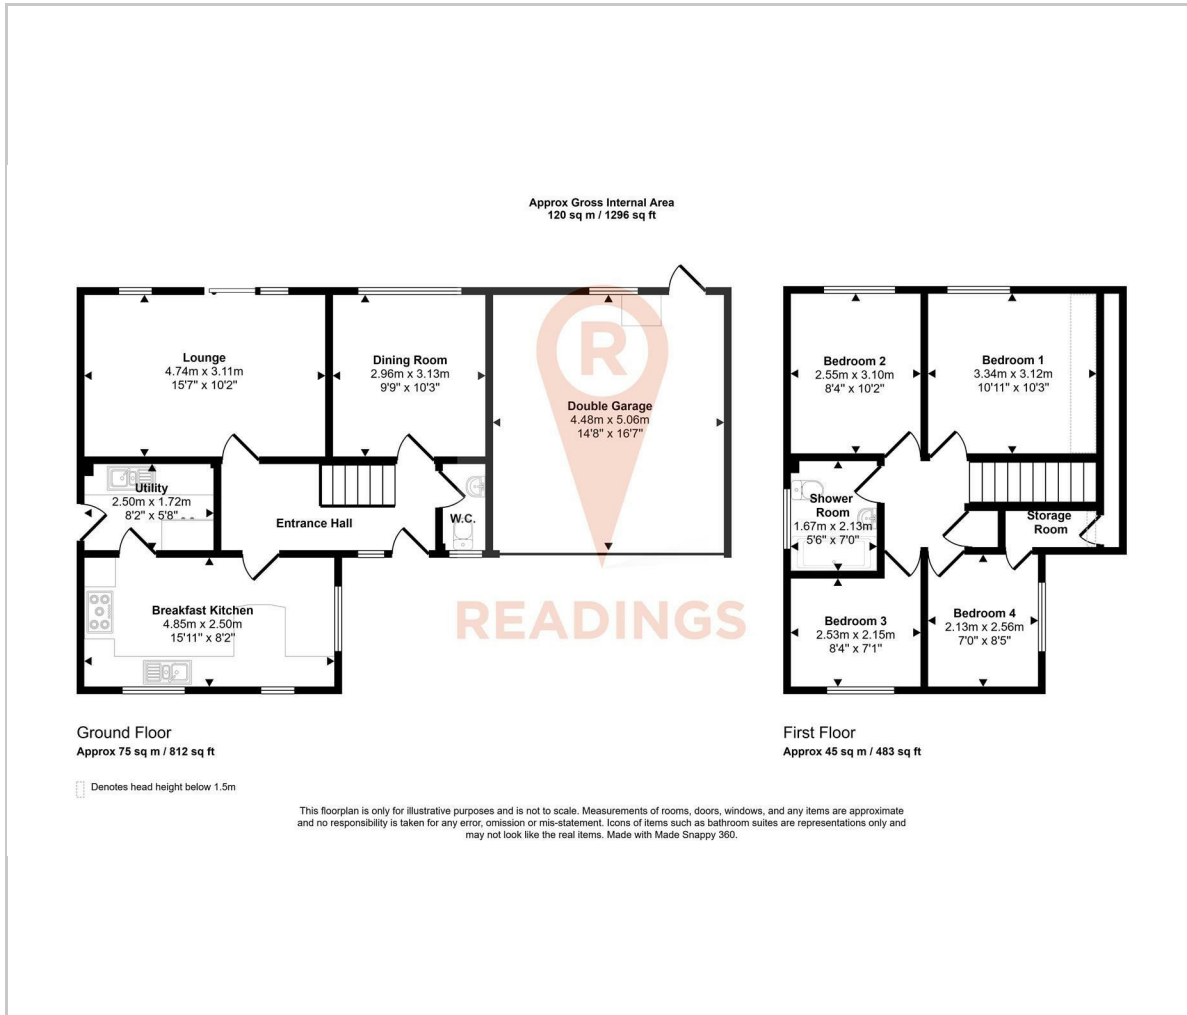 Approx Gross Internal Area
120 sq m / 1296 sq ft
Lounge
4.74m x 3.11m
15'7" x 10'2"
Dining Room
2.96m x 3.13m
9'9" x 10'3"
R
Double Garage
4.48m x 5.06m
14'8" x 16'7"
Utility
2.50m x 1.72m
8'2" x 5'8"
Entrance Hall
W.C.
Breakfast Kitchen
4.85m x 2.50m
15'11" x 8'2"
READINGS
Bedroom 2
2.55m x 3.10m
8'4" x 10'2"
Bedroom 1
3.34m x 3.12m
10'11" x 10'3"
Shower
Room
1.67m x 2.13m
5'6" x 7'0"
Storage
Room
Bedroom 3
2.53m x 2.15m
8'4" x 7'1"
Bedroom 4
2.13m x 2.56m
7'0" x 8'5"
Ground Floor
Approx 75 sq m / 812 sq ft
First Floor
Approx 45 sq m / 483 sq ft
Denotes head height below 1.5m
This floorplan is only for illustrative purposes and is not to scale. Measurements of rooms, doors, windows, and any items are approximate
and no responsibility is taken for any error, omission or mis-statement. Icons of items such as bathroom suites are representations only and
may not look like the real items. Made with Made Snappy 360.